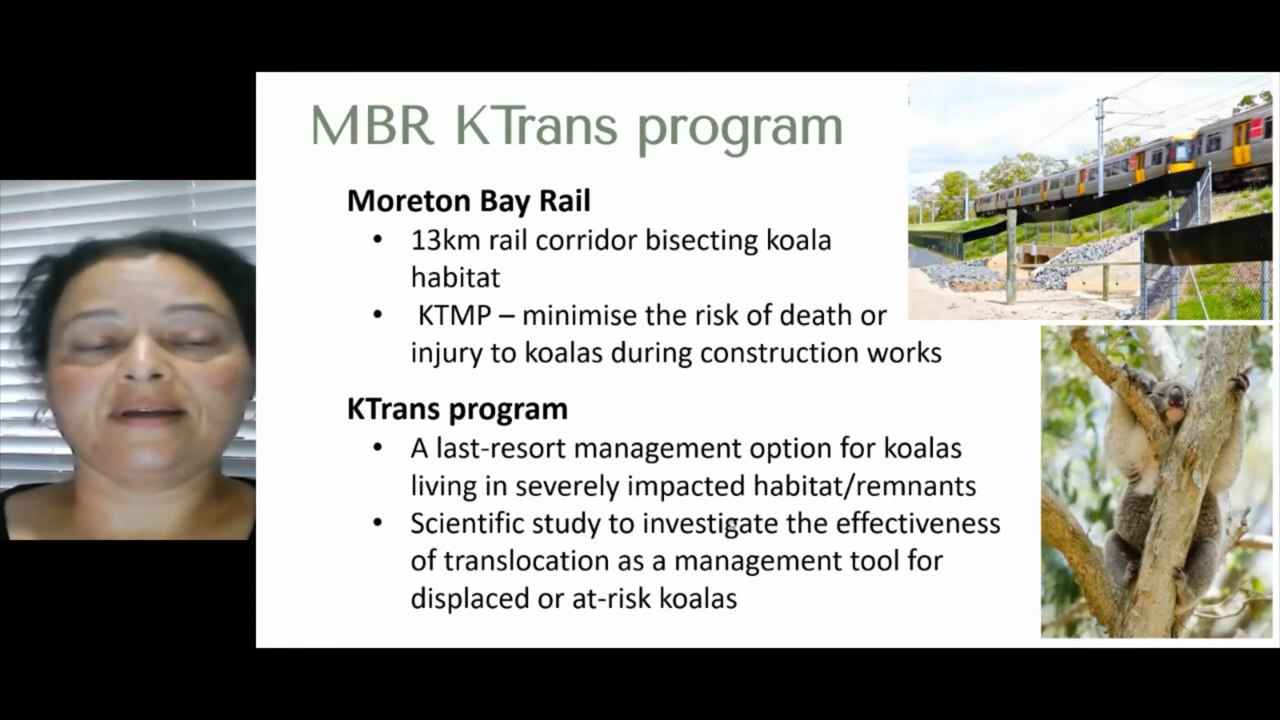 MBR KTrans program
Moreton Bay Rail
• 13km rail corridor bisecting koala
habitat
• KTMP – minimise the risk of death or
injury to koalas during construction works
KTrans program
• A last-resort management option for koalas
living in severely impacted habitat/remnants
• Scientific study to investigate the effectiveness
of translocation as a management tool for
displaced or at-risk koalas